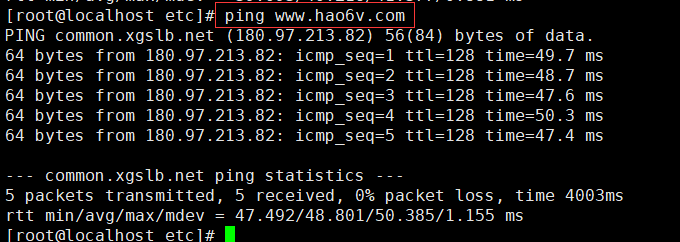 [root@localhost etc]# ping www.hao6v.com
PING common.xgslb.net (180.97.213.82) 56(84) bytes of data.
64 bytes from 180.97.213.82: icmp_seq=1 ttl=128 time=49.7 ms
64 bytes from 180.97.213.82: icmp_seq=2 ttl=128 time=48.7 ms
64 bytes from 180.97.213.82: icmp_seq=3 ttl=128 time=47.6 ms
64 bytes from 180.97.213.82: icmp_seq=4 ttl=128 time=50.3 ms
64 bytes from 180.97.213.82: icmp_seq=5 ttl=128 time=47.4 ms
--- common.xgslb.net ping statistics ---
5 packets transmitted, 5 received, 0% packet loss, time 4003ms
rtt min/avg/max/mdev = 47.492/48.801/50.385/1.155 ms
[root@localhost etc]#